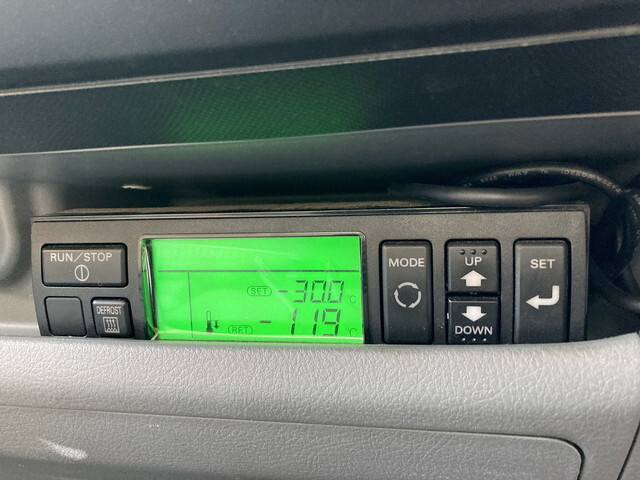 RUN/STOP
DEFROST
SET -30.0 °C
RET -11.9 °C
MODE
UP
DOWN
SET